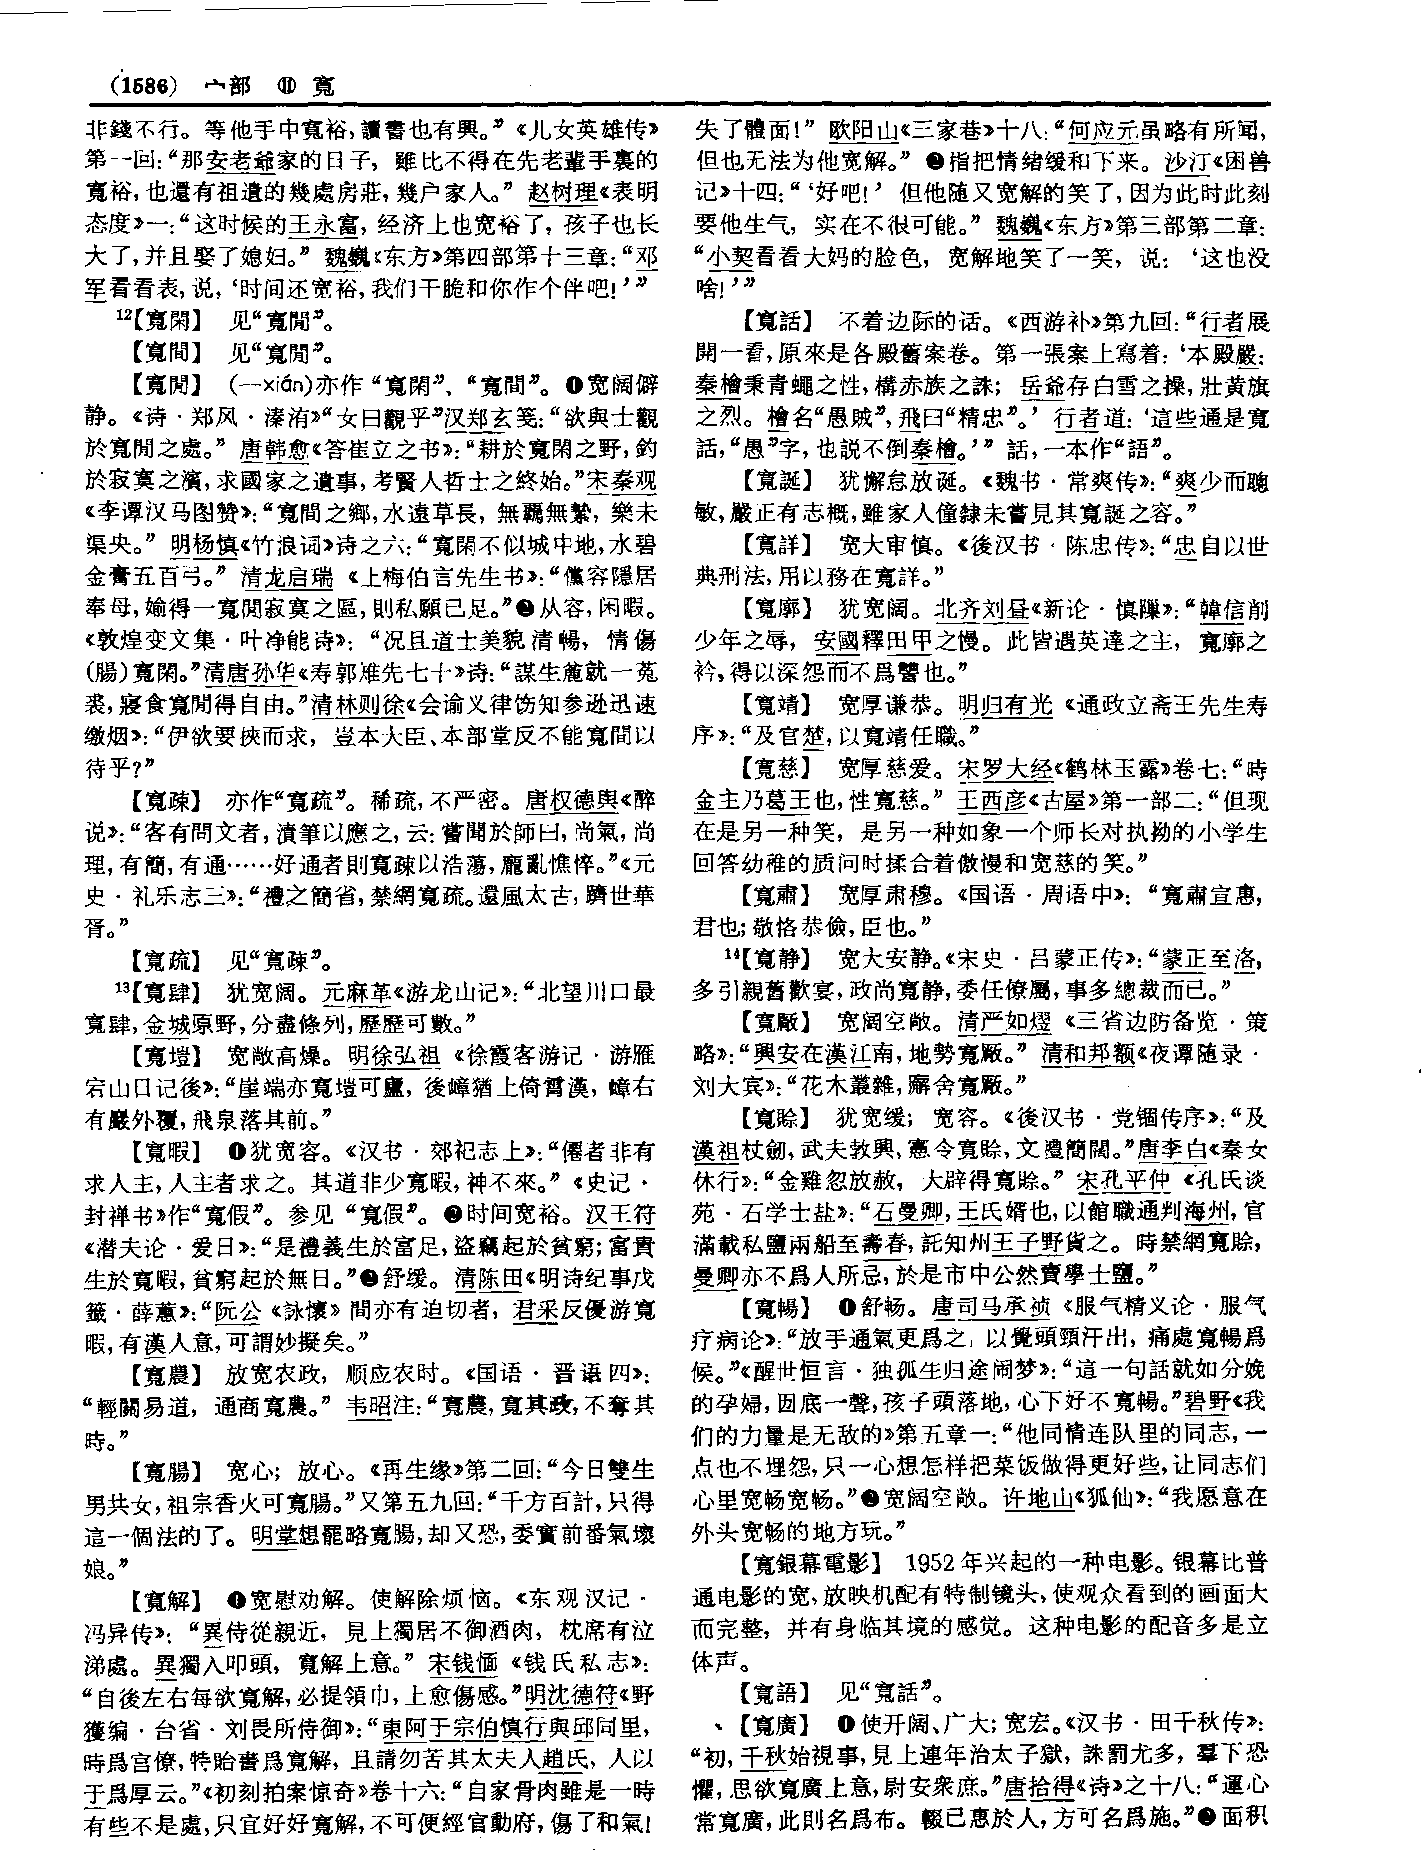 (1586) 宀部 ⑪ 寬
非錢不行。等他手中寬裕，讀書也有興。”《儿女英雄传》
第一回：“那安老爺家的日子，雖比不得在先老輩手裏的
寬裕，也還有祖遺的幾處房莊，幾户家人。” 赵树理《表明
态度》一：“这时候的王永富，经济上也宽裕了，孩子也长
大了，并且娶了媳妇。” 魏巍《东方》第四部第十三章：“邓
军看看表，说，‘时间还宽裕，我们干脆和你作个伴吧！’”
12【寬閑】 见“寬閒”。
【寬間】 见“寬閒”。
【寬閒】 (—xián)亦作“寬閑”、“寬間”。❶宽阔僻
静。《诗·郑风·溱洧》“女曰觀乎”汉郑玄笺：“欲與士觀
於寬閒之處。” 唐韩愈《答崔立之书》：“耕於寬閑之野，釣
於寂寞之濱，求國家之遺事，考賢人哲士之終始。”宋秦观
《李潭汉马图赞》：“寬間之鄉，水遠草長，無羈無縶，樂未
渠央。” 明杨慎《竹浪词》诗之六：“寬閑不似城中地，水碧
金膏五百弓。” 清龙启瑞《上梅伯言先生书》：“儻容隱居
奉母，婾得一寬閒寂寞之區，則私願已足。”❷从容，闲暇。
《敦煌变文集·叶净能诗》：“况且道士美貌清暢，情傷
(腸)寬閑。”清唐孙华《寿郭难先七十》诗：“謀生麄就一菟
裘，寢食寬閒得自由。”清林则徐《会谕义律饬知参逊迅速
缴烟》：“伊欲要挾而求，豈本大臣、本部堂反不能寬間以
待乎？”
【寬疎】 亦作“寬疏”。稀疏，不严密。唐权德舆《醉
说》：“客有問文者，漬筆以應之，云：嘗聞於師曰，尚氣，尚
理，有簡，有通……好通者則寬疎以浩蕩，龐亂憔悴。”《元
史·礼乐志三》：“禮之簡省，禁網寬疏。還風太古，躋世華
胥。”
【寬疏】 见“寬疎”。
13【寬肆】 犹宽阔。元麻革《游龙山记》：“北望川口最
寬肆，金城原野，分畫條列，歷歷可數。”
【寬塏】 宽敞高燥。明徐弘祖《徐霞客游记·游雁
宕山日记後》：“崖端亦寬塏可廬，後嶂猶上倚霄漢，嶂右
有巖外覆，飛泉落其前。”
【寬暇】 ❶犹宽容。《汉书·郊祀志上》：“僊者非有
求人主，人主者求之。其道非少寬暇，神不來。”《史记·
封禅书》作“寬假”。参见“寬假”。❷时间宽裕。汉王符
《潜夫论·爱日》：“是禮義生於富足，盜竊起於貧窮；富貴
生於寬暇，貧窮起於無日。”❸舒缓。清陈田《明诗纪事戊
籤·薛蕙》：“阮公《詠懷》間亦有迫切者，君采反優游寬
暇，有漢人意，可謂妙擬矣。”
【寬農】 放宽农政，顺应农时。《国语·晋语四》：
“輕關易道，通商寬農。” 韦昭注：“寬農，寬其政，不奪其
時。”
【寬腸】 宽心；放心。《再生缘》第二回：“今日雙生
男共女，祖宗香火可寬腸。”又第五九回：“千方百計，只得
這一個法的了。明堂想罷略寬腸，却又恐，委實前番氣壞
娘。”
【寬解】 ❶宽慰劝解。使解除烦恼。《东观汉记·
冯异传》：“異侍從親近，見上獨居不御酒肉，枕席有泣
涕處。異獨入叩頭，寬解上意。” 宋钱愐《钱氏私志》：
“自後左右每欲寬解，必提領巾，上愈傷感。”明沈德符《野
獲编·台省·刘畏所侍御》：“東阿于宗伯慎行與邱同里，
時爲宫僚，特貽書爲寬解，且請勿苦其太夫人趙氏，人以
于爲厚云。”《初刻拍案惊奇》卷十六：“自家骨肉雖是一時
有些不是處，只宜好好寬解，不可便經官動府，傷了和氣！
失了體面！” 欧阳山《三家巷》十八：“何应元虽略有所闻，
但也无法为他宽解。” ❷指把情绪缓和下来。沙汀《困兽
记》十四：“‘好吧！’ 但他随又宽解的笑了，因为此时此刻
要他生气，实在不很可能。” 魏巍《东方》第三部第二章：
“小契看看大妈的脸色，宽解地笑了一笑，说：‘这也没
啥！’”
【寬話】 不着边际的话。《西游补》第九回：“行者展
開一看，原來是各殿舊案卷。第一張案上寫着：‘本殿嚴：
秦檜秉青蠅之性，構赤族之誅；岳爺存白雪之操，壯黄旗
之烈。檜名“愚賊”，飛曰“精忠”。’ 行者道：‘這些通是寬
話，“愚”字，也説不倒秦檜。’” 話，一本作“語”。
【寬誕】 犹懈怠放诞。《魏书·常爽传》：“爽少而聰
敏，嚴正有志概，雖家人僮隸未嘗見其寬誕之容。”
【寬詳】 宽大审慎。《後汉书·陈忠传》：“忠自以世
典刑法，用以務在寬詳。”
【寬廓】 犹宽阔。北齐刘昼《新论·慎隟》：“韓信削
少年之辱，安國釋田甲之慢。此皆遇英達之主，寬廓之
衿，得以深怨而不爲讐也。”
【寬靖】 宽厚谦恭。明归有光《通政立斋王先生寿
序》：“及官楚，以寬靖任職。”
【寬慈】 宽厚慈爱。宋罗大经《鹤林玉露》卷七：“時
金主乃葛王也，性寬慈。” 王西彦《古屋》第一部二：“但现
在是另一种笑，是另一种如象一个师长对执拗的小学生
回答幼稚的质问时揉合着傲慢和宽慈的笑。”
【寬肅】 宽厚肃穆。《国语·周语中》：“寬肅宣惠，
君也；敬恪恭儉，臣也。”
14【寬静】 宽大安静。《宋史·吕蒙正传》：“蒙正至洛，
多引親舊歡宴，政尚寬静，委任僚屬，事多總裁而已。”
【寬厰】 宽阔空敞。清严如熤《三省边防备览·策
略》：“興安在漢江南，地勢寬厰。” 清和邦额《夜谭随录·
刘大宾》：“花木叢雜，廨舍寬厰。”
【寬賒】 犹宽缓；宽容。《後汉书·党锢传序》：“及
漢祖杖劍，武夫敦興，憲令寬賒，文禮簡闊。”唐李白《秦女
休行》：“金雞忽放赦，大辟得寬賒。” 宋孔平仲《孔氏谈
苑·石学士盐》：“石曼卿，王氏婿也，以館職通判海州，官
滿載私鹽兩船至壽春，託知州王子野貨之。時禁網寬賒，
曼卿亦不爲人所忌，於是市中公然賣學士鹽。”
【寬暢】 ❶舒畅。唐司马承祯《服气精义论·服气
疗病论》：“放手通氣更爲之，以覺頭頸汗出，痛處寬暢爲
候。”《醒世恒言·独孤生归途闹梦》：“這一句話就如分娩
的孕婦，因底一聲，孩子頭落地，心下好不寬暢。”碧野《我
们的力量是无敌的》第五章一：“他同情连队里的同志，一
点也不埋怨，只一心想怎样把菜饭做得更好些，让同志们
心里宽畅宽畅。”❷宽阔空敞。许地山《狐仙》：“我愿意在
外头宽畅的地方玩。”
【寬銀幕電影】 1952年兴起的一种电影。银幕比普
通电影的宽，放映机配有特制镜头，使观众看到的画面大
而完整，并有身临其境的感觉。这种电影的配音多是立
体声。
【寬語】 见“寬話”。
【寬廣】 ❶使开阔、广大；宽宏。《汉书·田千秋传》：
“初，千秋始視事，見上連年治太子獄，誅罰尤多，羣下恐
懼，思欲寬廣上意，尉安衆庶。”唐拾得《诗》之十八：“運心
常寬廣，此則名爲布。輟己惠於人，方可名爲施。”❷面积